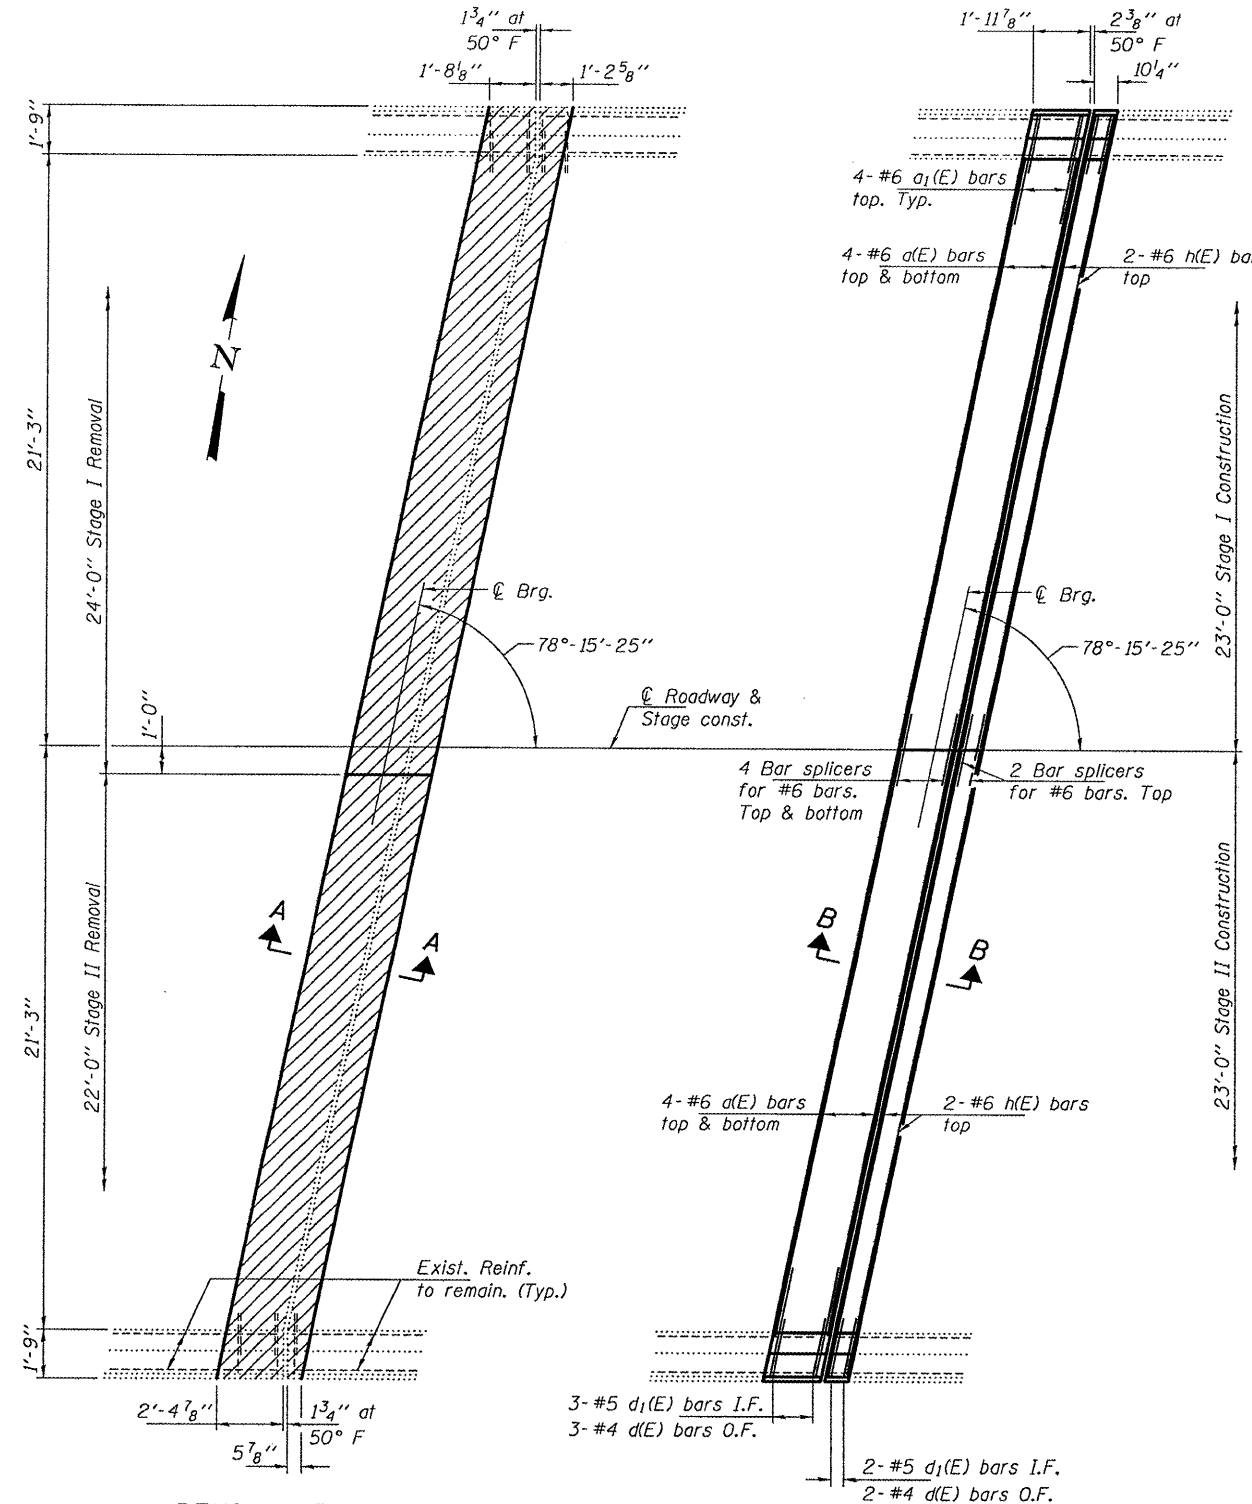 1¾" at
50° F
1'-8⅛"
1'-2⅝"
1'-9"
21'-3"
24'-0" Stage I Removal
N
℄ Brg.
78°-15'-25"
1'-0"
℄ Roadway &
Stage const.
22'-0" Stage II Removal
21'-3"
A
A
Exist. Reinf.
to remain. (Typ.)
1'-9"
2'-4⅞"
1¾" at
50° F
5⅞"
1'-11⅞"
2⅜" at
50° F
10¼"
4-#6 a1(E) bars
top. Typ.
4-#6 a(E) bars
top & bottom
2-#6 h(E) ba
top
23'-0" Stage I Construction
℄ Brg.
78°-15'-25"
4 Bar splicers
for #6 bars.
Top & bottom
2 Bar splicers
for #6 bars. Top
B
B
23'-0" Stage II Construction
4-#6 a(E) bars
top & bottom
2-#6 h(E) bars
top
3-#5 d1(E) bars I.F.
3-#4 d(E) bars O.F.
2-#5 d1(E) bars I.F.
2-#4 d(E) bars O.F.